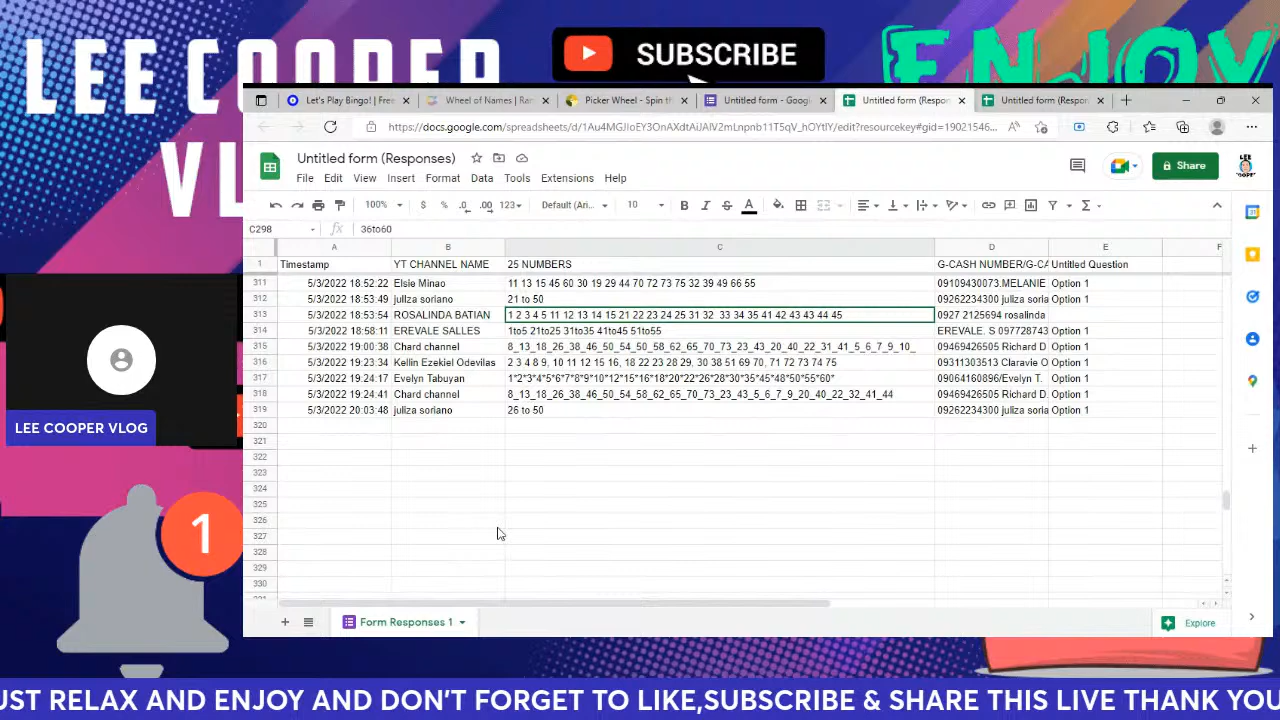 LEE COOPER
VL
SUBSCRIBE
ENJOY
Let's Play Bingo! | Free
Wheel of Names | Ran
Picker Wheel - Spin th
Untitled form - Googl
Untitled form (Respon
Untitled form (Respon
https://docs.google.com/spreadsheets/d/
Untitled form (Responses)
File Edit View Insert Format Tools Extensions Help
Share
100% $ % .0 .00 123 Default (Ari... 10
C298 36to60
A B C D E F
1 Timestamp YT CHANNEL NAME 25 NUMBERS G-CASH NUMBER/G-CA Untitled Question
311 5/3/2022 18:52:22 Elsie Minao 11 13 15 45 60 30 19 29 44 70 72 73 75 32 39 49 66 55 09109430073.MELANIE Option 1
312 5/3/2022 18:53:49 juliza soriano 21 to 50 09262234300 juliza soria Option 1
313 5/3/2022 18:53:54 ROSALINDA BATIAN 1 2 3 4 5 11 12 13 14 15 21 22 23 24 25 31 32 33 34 35 41 42 43 43 44 45 0927 2125694 rosalinda
314 5/3/2022 18:58:11 EREVALE SALLES 1to5 21to25 31to35 41to45 51to55 EREVALE. S 097728743 Option 1
315 5/3/2022 19:00:38 Chard channel 8_13_18_26_38_46_50_54_58_62_65_70_73_23_43_20_40_22_31_41_5_6_7_9_10_ 09469426505 Richard D. Option 1
316 5/3/2022 19:23:34 Kellin Ezekiel Odevilas 2 3 4 8 9, 10 11 12 15 16, 18 22 23 28 29, 30 38 51 69 70, 71 72 73 74 75 09311303513 Claravie O Option 1
317 5/3/2022 19:24:17 Evelyn Tabuyan 1*2*3*4*5*6*7*8*9*10*12*15*16*18*20*22*26*28*30*35*45*48*50*55*60* 09064160896/Evelyn T. Option 1
318 5/3/2022 19:24:41 Chard channel 8_13_18_26_38_46_50_54_58_62_65_70_73_23_43_5_6_7_9_20_40_22_32_41_44 09469426505 Richard D. Option 1
319 5/3/2022 20:03:48 juliza soriano 26 to 50 09262234300 juliza soria Option 1
320
321
322
323
324
325
326
327
328
329
330
LEE COOPER VLOG
1
Form Responses 1
Explore
UST RELAX AND ENJOY AND DON'T FORGET TO LIKE,SUBSCRIBE & SHARE THIS LIVE THANK YOU